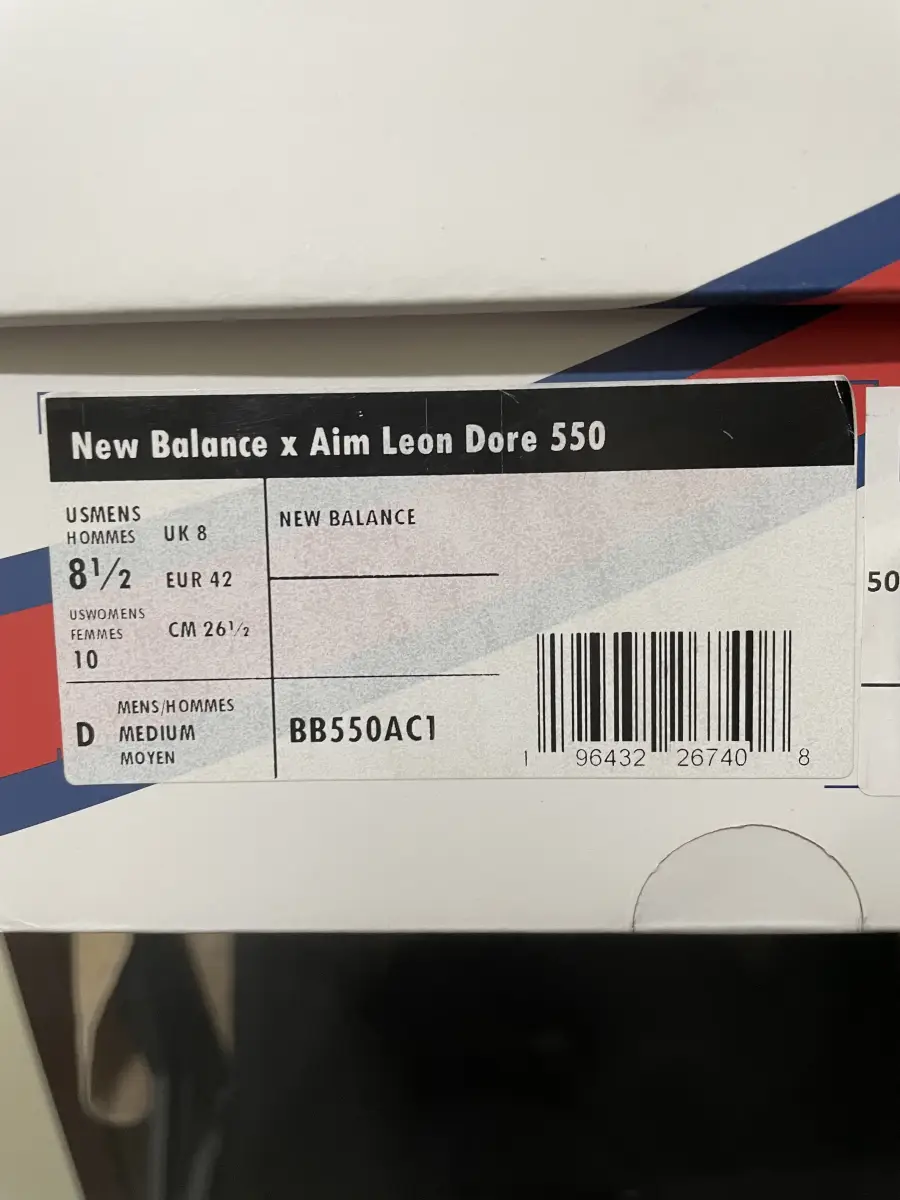 New Balance x Aim Leon Dore 550
USMENS
HOMMES
8½
USWOMENS
FEMMES
10
UK 8
EUR 42
CM 26½
NEW BALANCE
D
MENS/HOMMES
MEDIUM
MOYEN
BB550AC1
1 96432 26740 8
50